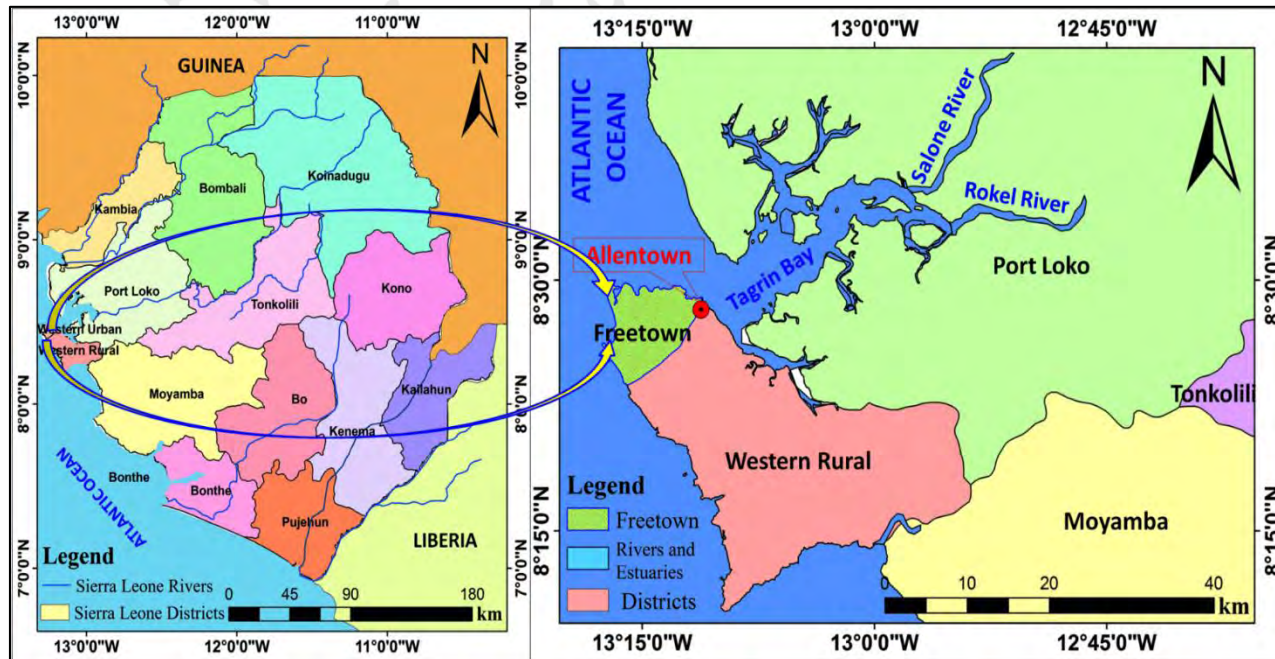 13°0'0"W 12°0'0"W 11°0'0"W
GUINEA
N
10°0'0"N
9°0'0"N
8°0'0"N
7°0'0"N
Kambia
Bombali
Koinadugu
Port Loko
Tonkolili
Kono
Western Urban
Western Rural
Moyamba
Bo
Kailahun
Kenema
Bonthe
Bonthe
Pujehun
ATLANTIC OCEAN
LIBERIA
Legend
Sierra Leone Rivers
Sierra Leone Districts
0 45 90 180
km
10°0'0"N
9°0'0"N
8°0'0"N
7°0'0"N
13°0'0"W 12°0'0"W 11°0'0"W
13°15'0"W 13°0'0"W 12°45'0"W
ATLANTIC
OCEAN
N
Salone River
Rokel River
Allentown
Tagrin Bay
Port Loko
8°30'0"N
8°15'0"N
Freetown
Tonkolili
Western Rural
Moyamba
Legend
Freetown
Rivers and
Estuaries
Districts
0 10 20 40
km
8°30'0"N
8°15'0"N
13°15'0"W 13°0'0"W 12°45'0"W